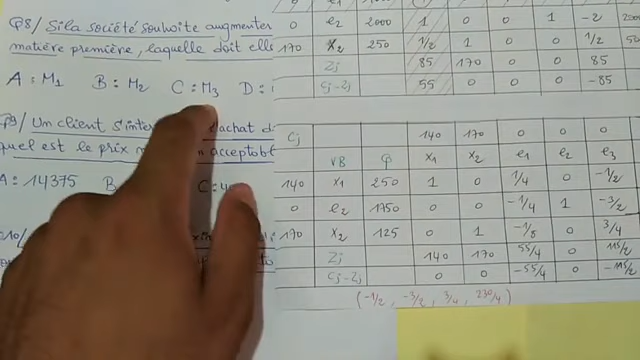 Q8/ Si la société souhaite augmenter
matière première, laquelle doit elle
A : M1 B : M2 C : M3 D :
Q9/ Un client s'inter achat d
quel est le prix acceptabl
A : 14375 B
10/
0 e2 2000 1 0 0 1 -2
170 x2 250 1/2 1 0 0 1/2
Zj 85 170 0 0 85
Cj-Zj 55 0 0 0 -85
Cj 140 170 0 0 0
VB Q x1 x2 e1 e2 e3
140 x1 250 1 0 1/4 0 -1/2
0 e2 1750 0 0 -1/4 1 -3/2
170 x2 125 0 1 -1/8 0 3/4
Zj 140 170 55/4 0 115/2
Cj-Zj 0 0 -55/4 0 -115/2
(-1/2, -3/2, 3/4, 230/4)